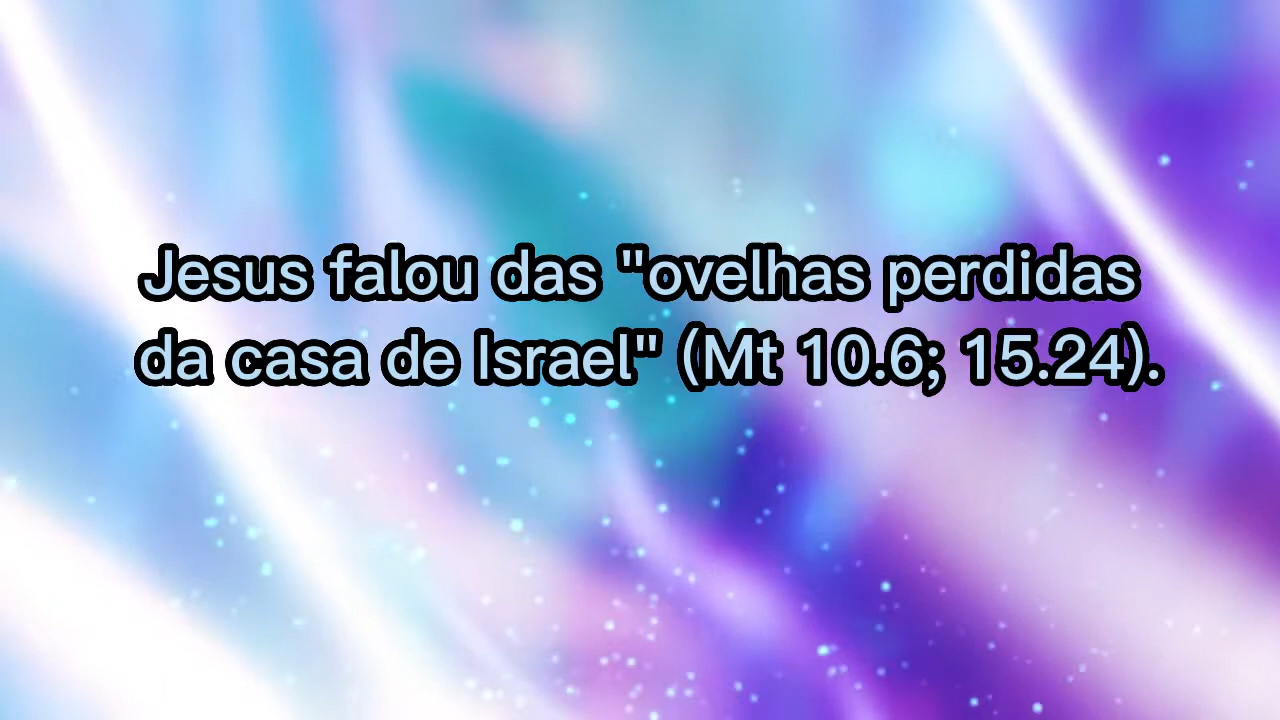 Jesus falou das "ovelhas perdidas
da casa de Israel" (Mt 10.6; 15.24).